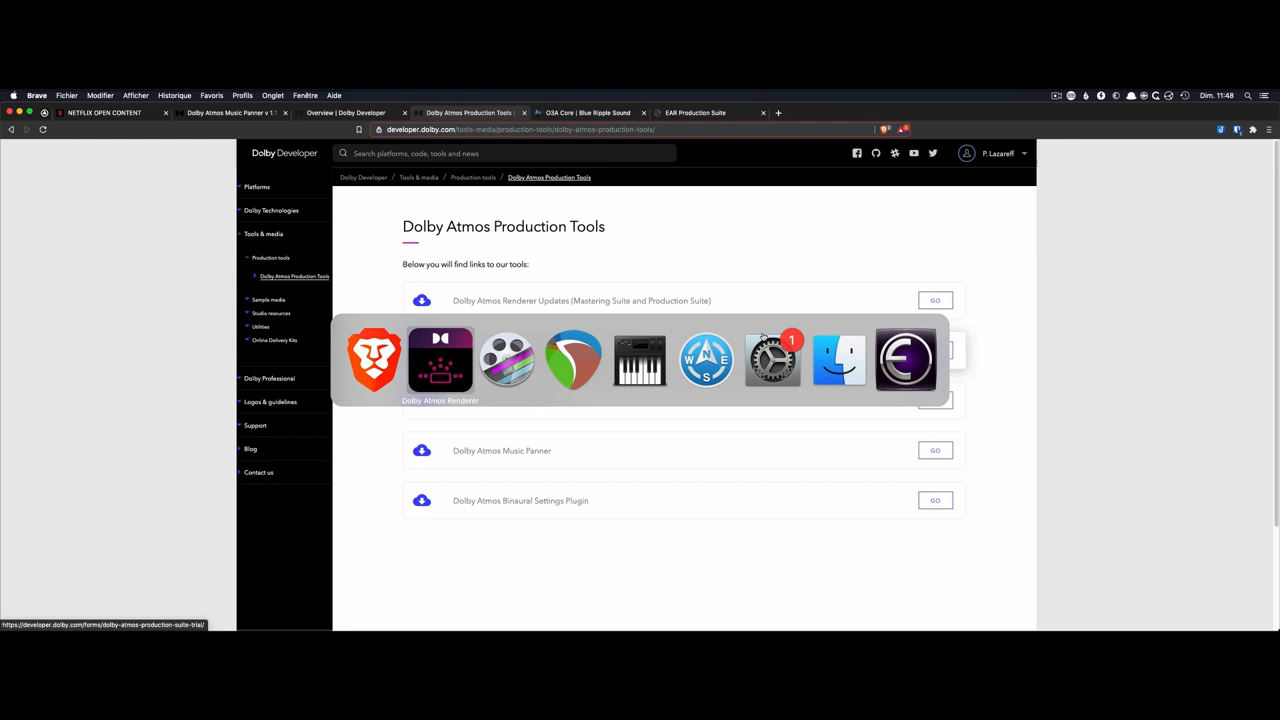 Brave Fichier Modifier Afficher Historique Favoris Profils Onglet Fenêtre Aide Dim. 11:48
NETFLIX OPEN CONTENT Dolby Atmos Music Panner v 1.1 Overview | Dolby Developer Dolby Atmos Production Tools | O3A Core | Blue Ripple Sound EAR Production Suite
developer.dolby.com/tools-media/production-tools/dolby-atmos-production-tools/
Dolby Developer Search platforms, code, tools and news P. Lazareff
Dolby Developer / Tools & media / Production tools / Dolby Atmos Production Tools
Platforms
Dolby Technologies
Tools & media
Production tools
Dolby Atmos Production Tools
Sample media
Studio resources
Utilities
Online Delivery Kits
Dolby Professional
Logos & guidelines
Support
Blog
Contact us
Dolby Atmos Production Tools
Below you will find links to our tools:
Dolby Atmos Renderer Updates (Mastering Suite and Production Suite) GO
1
N
W E
S
Dolby Atmos Renderer
Dolby Atmos Music Panner GO
Dolby Atmos Binaural Settings Plugin GO
https://developer.dolby.com/forms/dolby-atmos-production-suite-trial/